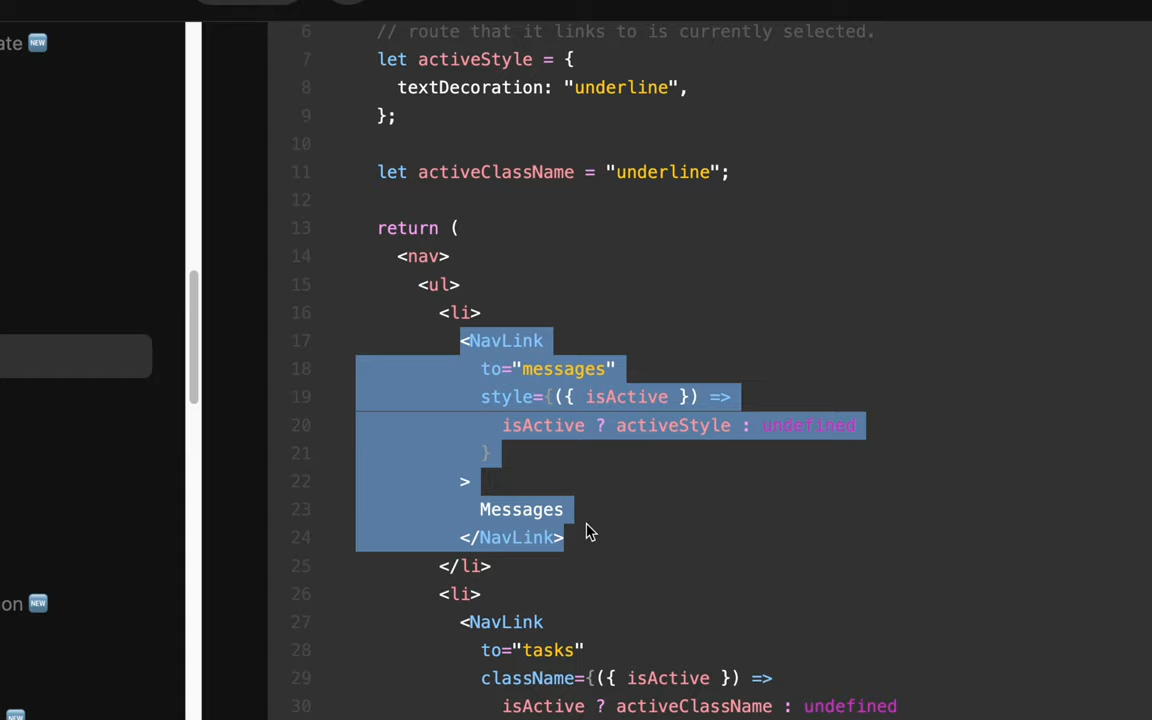 ate 🆕
on 🆕
🆕
6 // route that it links to is currently selected.
7 let activeStyle = {
8 textDecoration: "underline",
9 };
10
11 let activeClassName = "underline";
12
13 return (
14 <nav>
15 <ul>
16 <li>
17 <NavLink
18 to="messages"
19 style={({ isActive }) =>
20 isActive ? activeStyle : undefined
21 }
22 >
23 Messages
24 </NavLink>
25 </li>
26 <li>
27 <NavLink
28 to="tasks"
29 className={({ isActive }) =>
30 isActive ? activeClassName : undefined